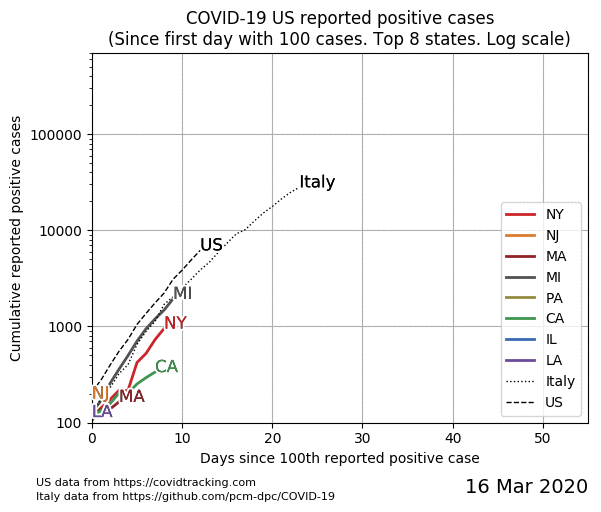 COVID-19 US reported positive cases
(Since first day with 100 cases. Top 8 states. Log scale)
Cumulative reported positive cases
100000
10000
1000
100
Italy
US
MI
NY
CA
NJ
MA
LA
NY
NJ
MA
MI
PA
CA
IL
LA
Italy
US
0 10 20 30 40 50
Days since 100th reported positive case
US data from https://covidtracking.com
Italy data from https://github.com/pcm-dpc/COVID-19
16 Mar 2020